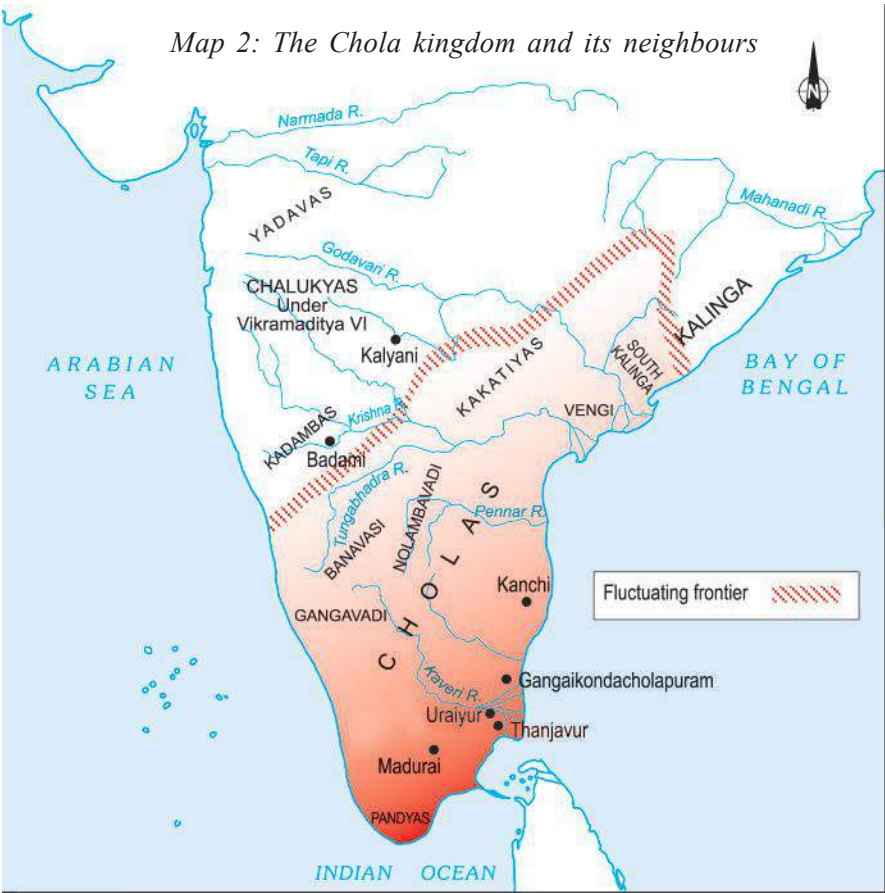 Map 2: The Chola kingdom and its neighbours
N
Narmada R.
Tapi R.
Mahanadi R.
YADAVAS
Godavari R.
CHALUKYAS
Under
Vikramaditya VI
Kalyani
KALINGA
SOUTH
KALINGA
ARABIAN
SEA
BAY OF
BENGAL
KAKATIYAS
VENGI
Krishna R.
KADAMBAS
Badami
Tungabhadra R.
BANAVASI
NOLAMBAVADI
Pennar R.
CHOLAS
Kanchi
Fluctuating frontier
GANGAVADI
Kaveri R.
Gangaikondacholapuram
Uraiyur
Thanjavur
Madurai
PANDYAS
INDIAN OCEAN